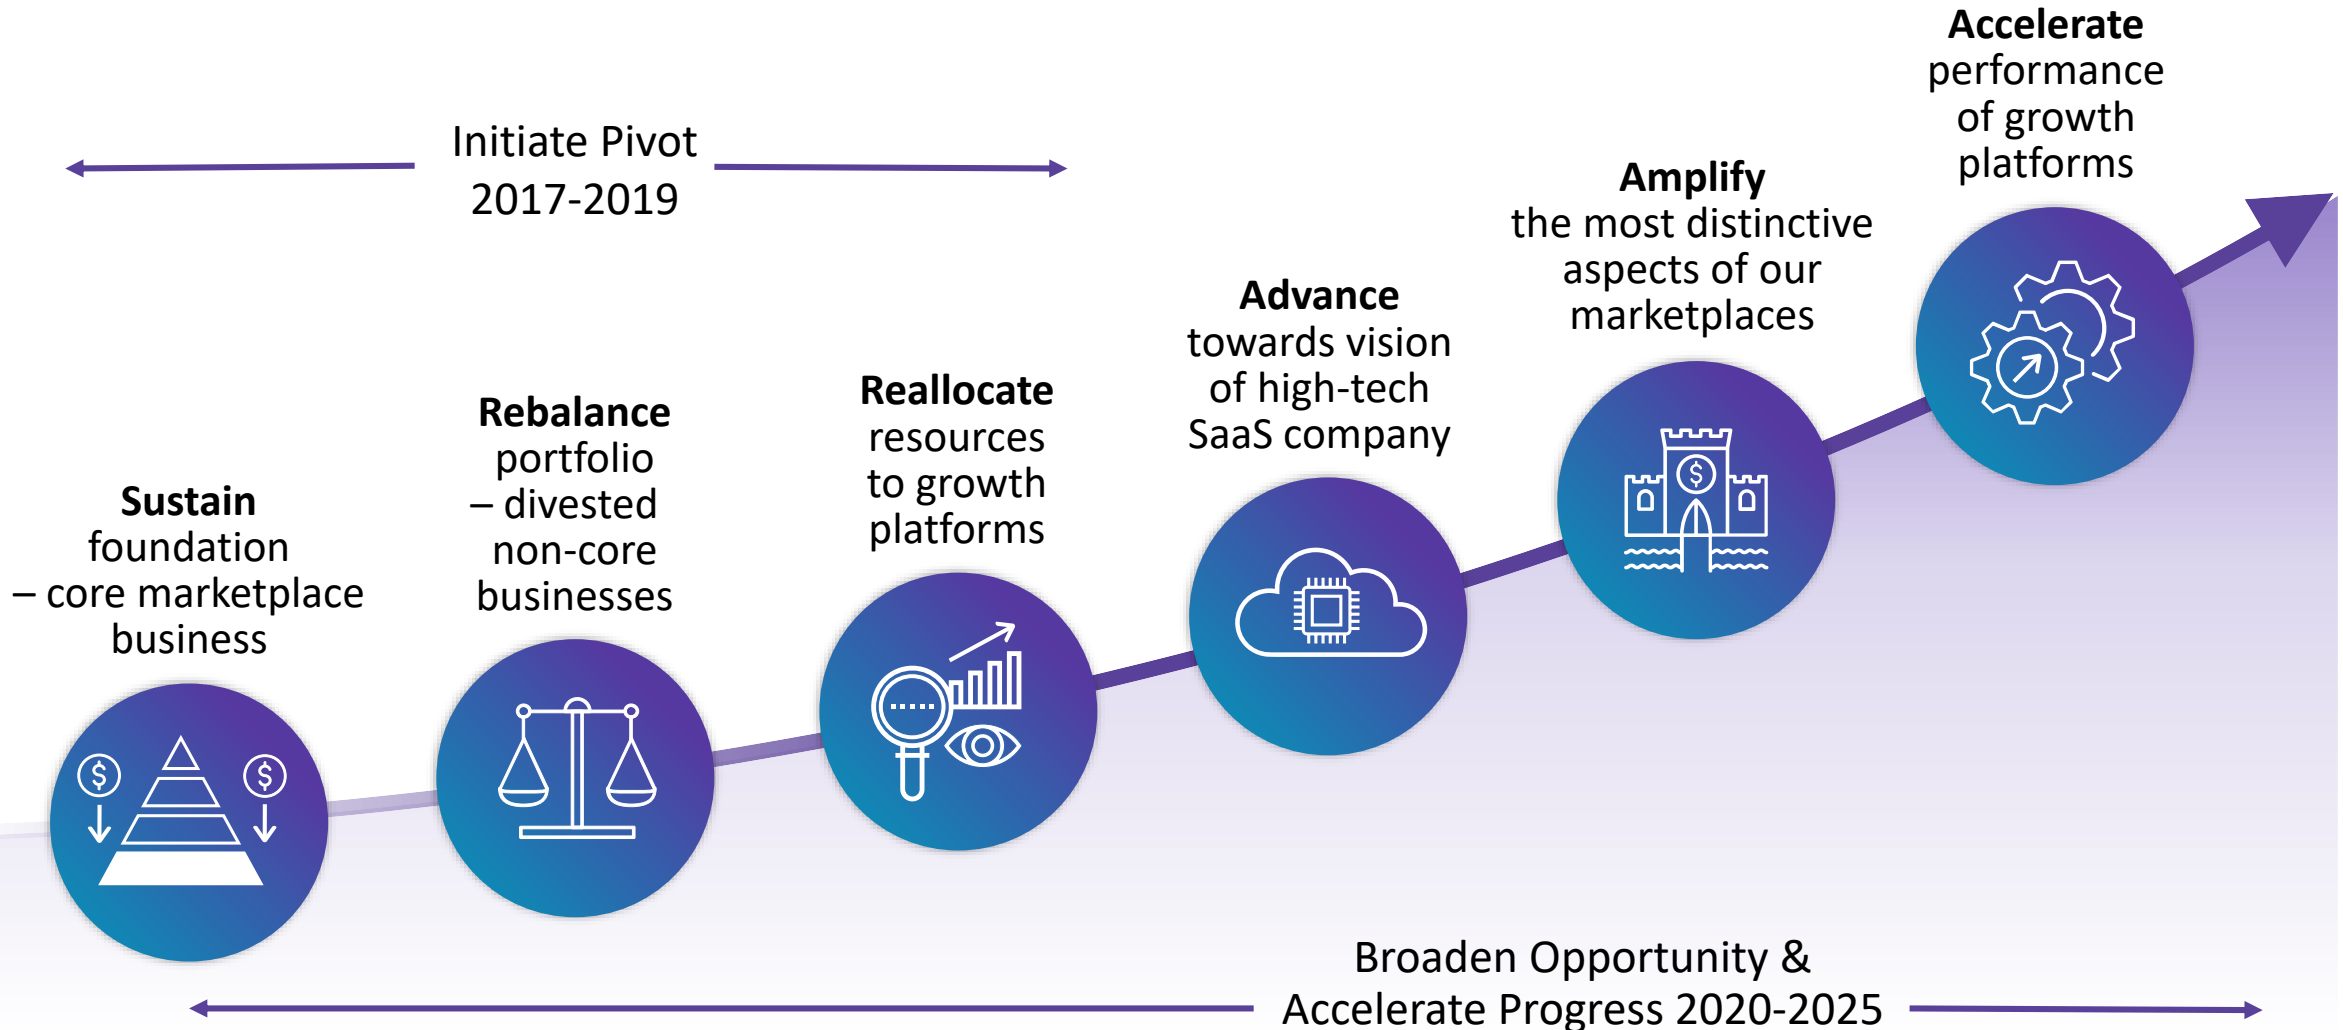 Initiate Pivot
2017-2019
Sustain
foundation
– core marketplace
business
Rebalance
portfolio
– divested
non-core
businesses
Reallocate
resources
to growth
platforms
Advance
towards vision
of high-tech
SaaS company
Amplify
the most distinctive
aspects of our
marketplaces
Accelerate
performance
of growth
platforms
$
$
$
Broaden Opportunity &
Accelerate Progress 2020-2025